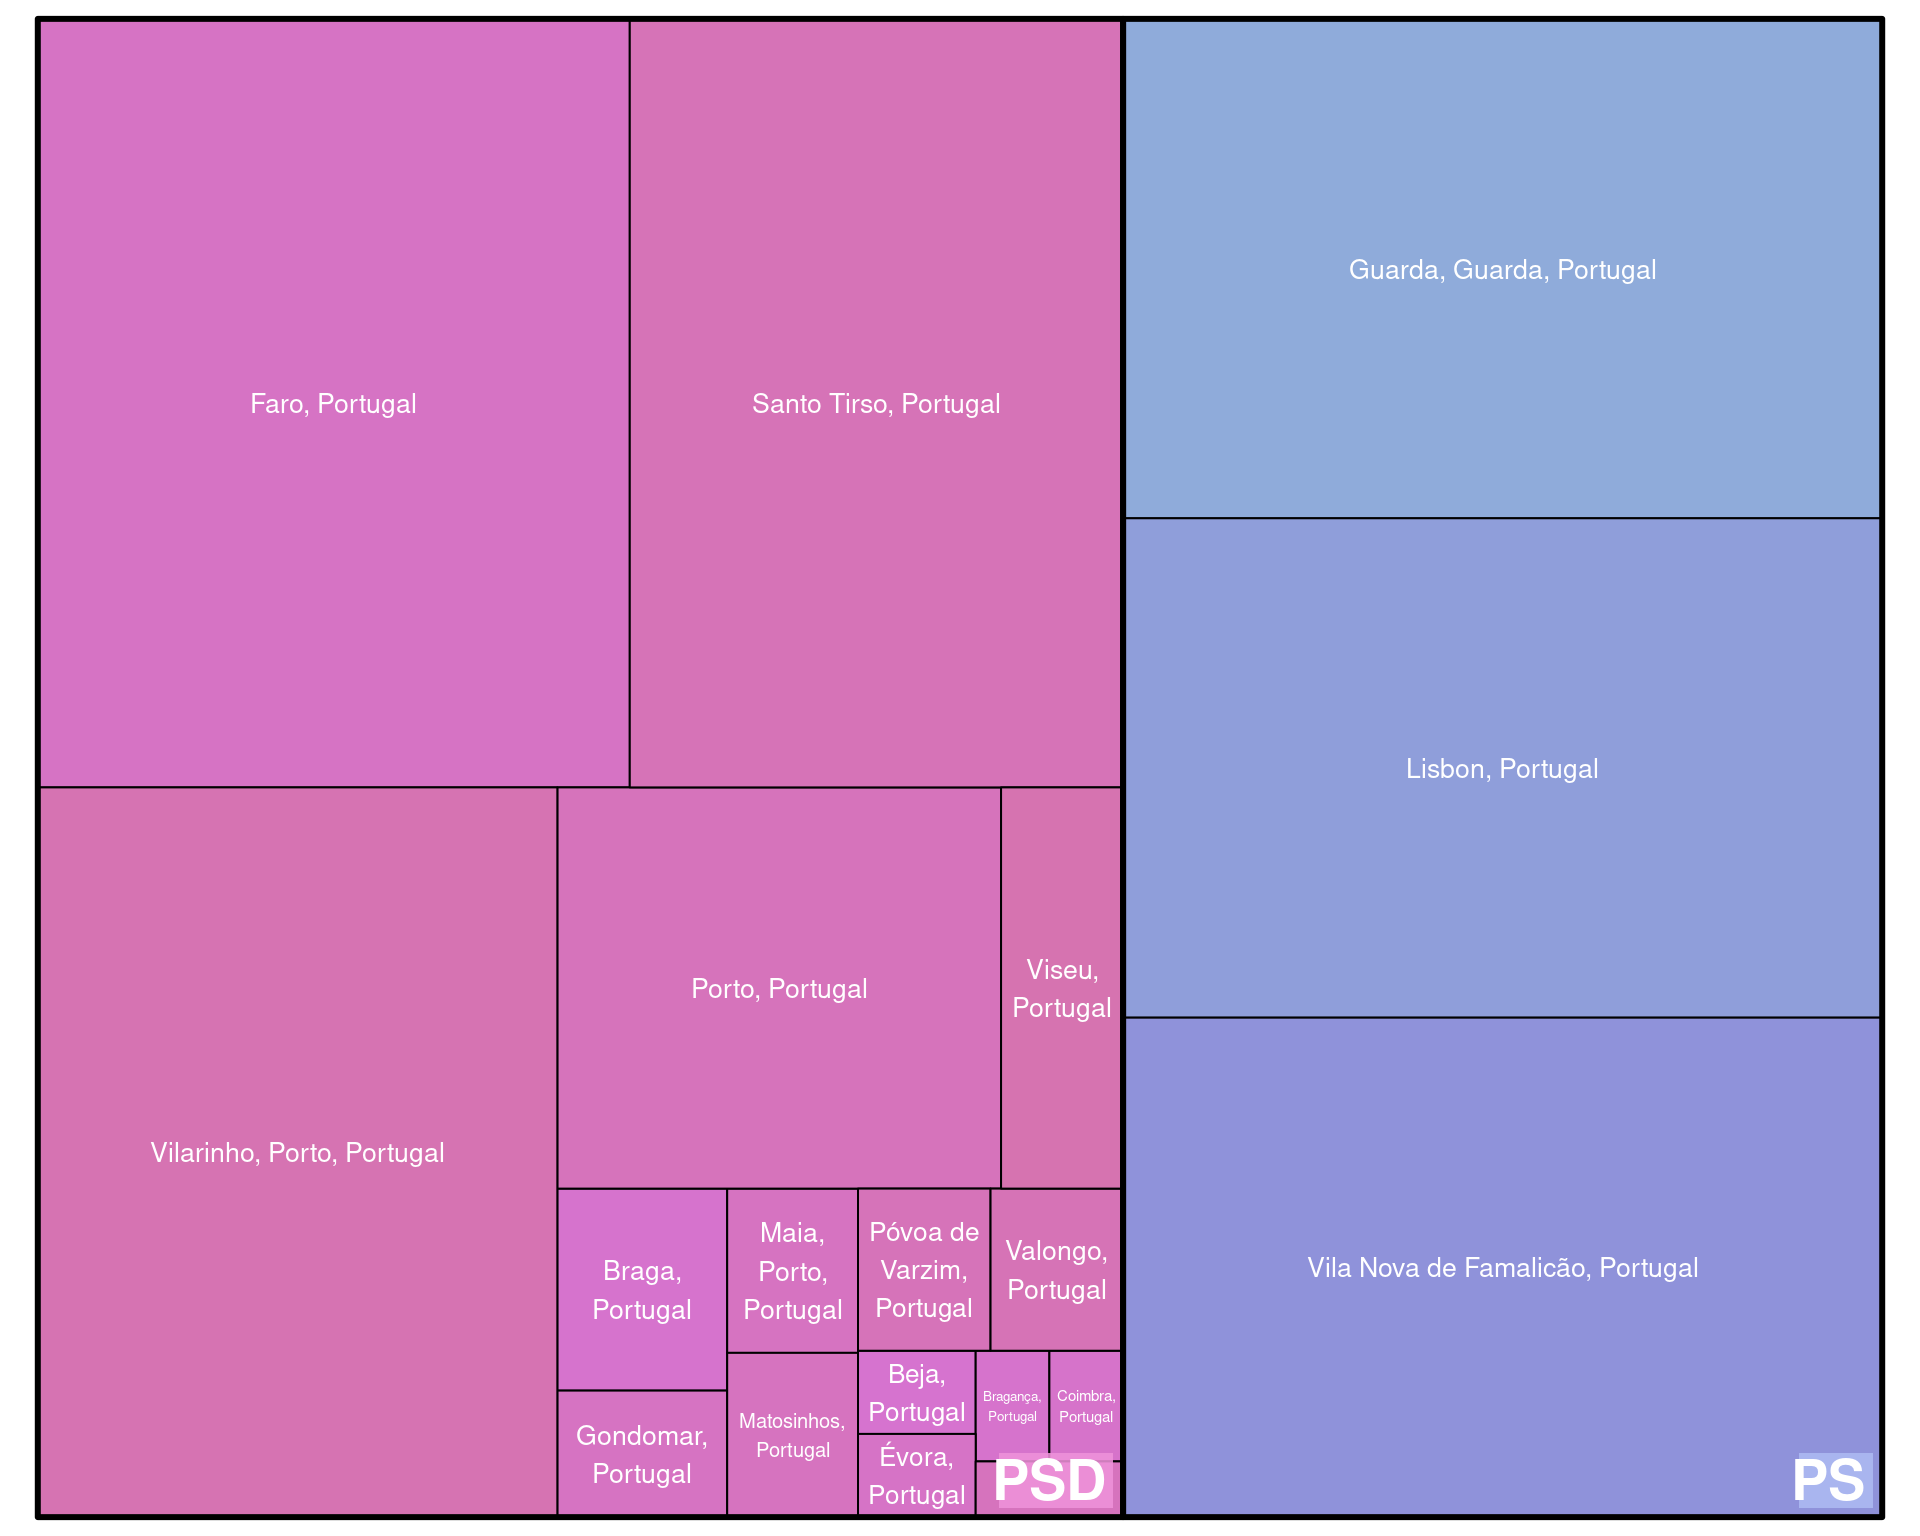 Faro, Portugal
Santo Tirso, Portugal
Guarda, Guarda, Portugal
Lisbon, Portugal
Vilarinho, Porto, Portugal
Porto, Portugal
Viseu,
Portugal
Vila Nova de Famalicão, Portugal
Braga,
Portugal
Maia,
Porto,
Portugal
Póvoa de
Varzim,
Portugal
Valongo,
Portugal
Gondomar,
Portugal
Matosinhos,
Portugal
Beja,
Portugal
Bragança,
Portugal
Coimbra,
Portugal
Évora,
Portugal
PSD
PS